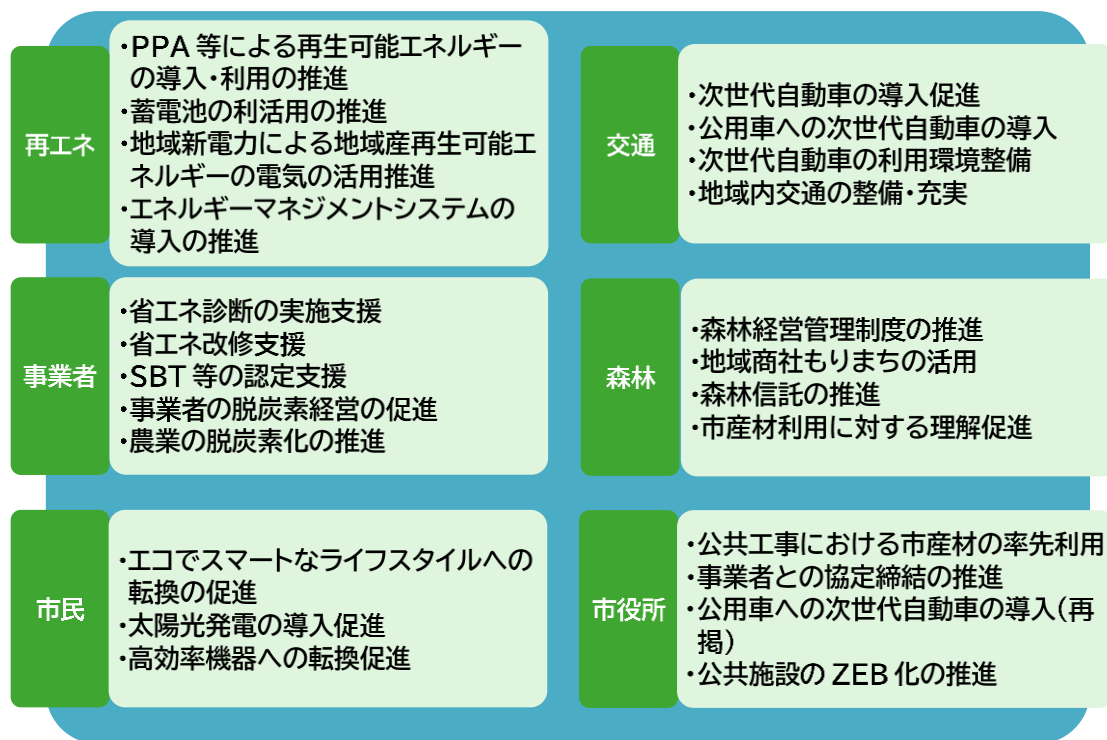 再エネ
・PPA 等による再生可能エネルギー
の導入・利用の推進
・蓄電池の利活用の推進
・地域新電力による地域産再生可能エ
ネルギーの電気の活用推進
・エネルギーマネジメントシステムの
導入の推進
交通
・次世代自動車の導入促進
・公用車への次世代自動車の導入
・次世代自動車の利用環境整備
・地域内交通の整備・充実
事業者
・省エネ診断の実施支援
・省エネ改修支援
・SBT 等の認定支援
・事業者の脱炭素経営の促進
・農業の脱炭素化の推進
森林
・森林経営管理制度の推進
・地域商社もりまちの活用
・森林信託の推進
・市産材利用に対する理解促進
市民
・エコでスマートなライフスタイルへの
転換の促進
・太陽光発電の導入促進
・高効率機器への転換促進
市役所
・公共工事における市産材の率先利用
・事業者との協定締結の推進
・公用車への次世代自動車の導入（再
掲）
・公共施設の ZEB 化の推進